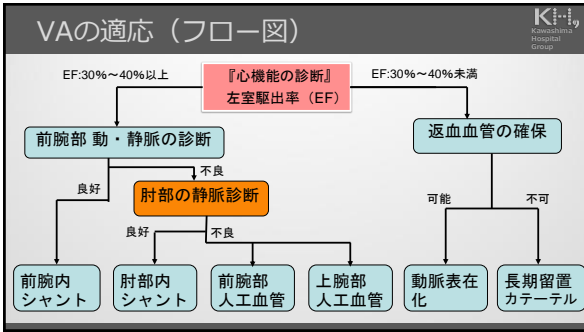 VAの適応（フロー図）
KHG
Kawashima
Hospital
Group
EF:30%～40%以上
『心機能の診断』
左室駆出率（EF）
EF:30%～40%未満
前腕部 動・静脈の診断
返血血管の確保
良好
不良
肘部の静脈診断
可能
不可
良好
不良
前腕内
シャント
肘部内
シャント
前腕部
人工血管
上腕部
人工血管
動脈表在
化
長期留置
カテーテル